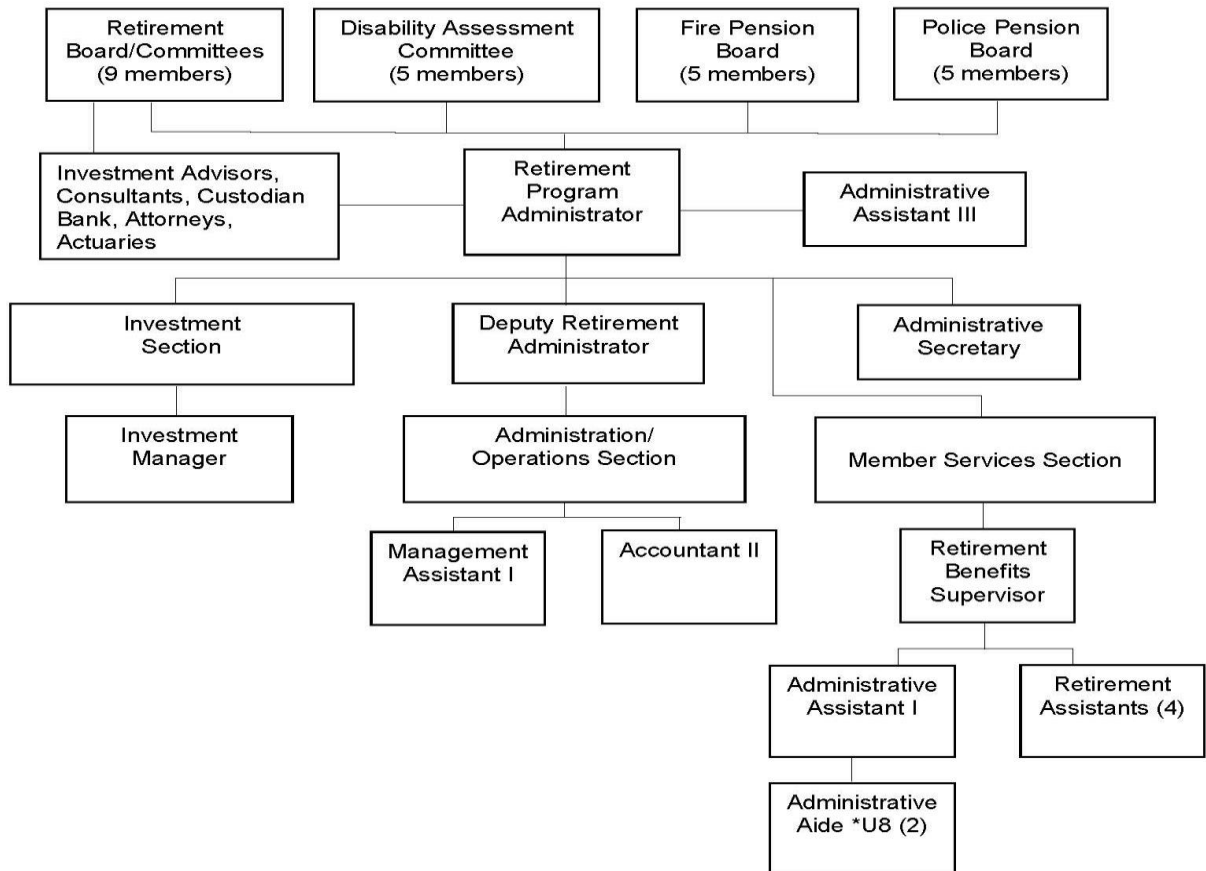 Retirement
Board/Committees
(9 members)
Disability Assessment
Committee
(5 members)
Fire Pension
Board
(5 members)
Police Pension
Board
(5 members)
Investment Advisors,
Consultants, Custodian
Bank, Attorneys,
Actuaries
Retirement
Program
Administrator
Administrative
Assistant III
Investment
Section
Deputy Retirement
Administrator
Administrative
Secretary
Investment
Manager
Administration/
Operations Section
Member Services Section
Management
Assistant I
Accountant II
Retirement
Benefits
Supervisor
Administrative
Assistant I
Retirement
Assistants (4)
Administrative
Aide *U8 (2)